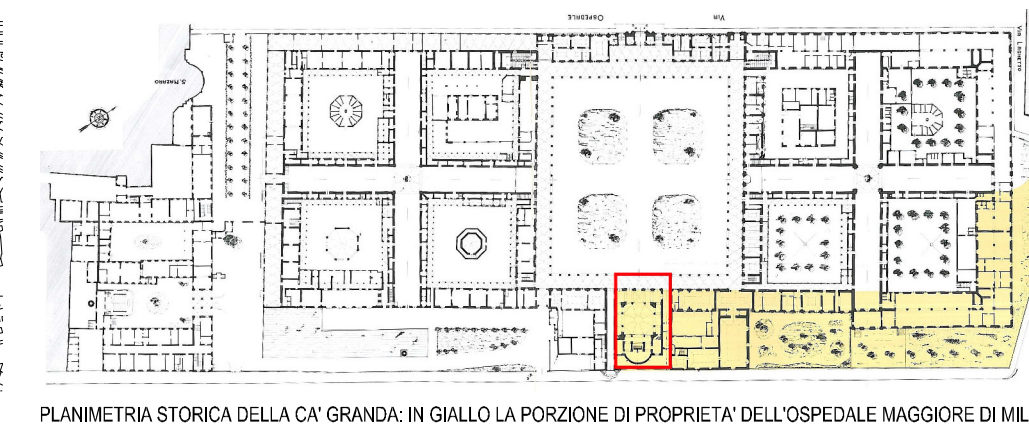 VIA OSPEDALE
VIA LAGHETTO
S. NAZARO
PLANIMETRIA STORICA DELLA CA' GRANDA: IN GIALLO LA PORZIONE DI PROPRIETA' DELL'OSPEDALE MAGGIORE DI MIL